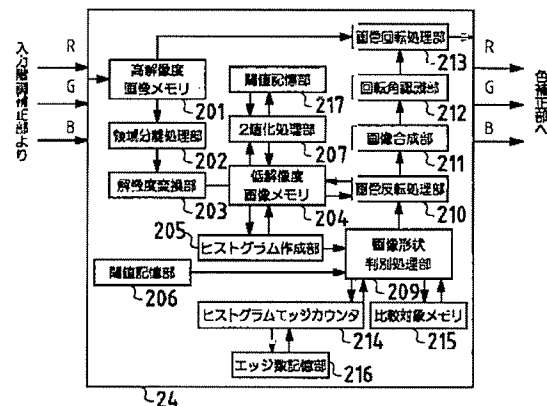 入力階調補正部より
R
G
B
高解像度
画像メモリ
201
領域分離処理部
202
解像度変換部
203
閾値記憶部
217
2値化処理部
207
低解像度
画像メモリ
204
205
ヒストグラム作成部
閾値記憶部
206
画像回転処理部
213
回転角認識部
212
画像合成部
211
画像反転処理部
210
画像形状
判別処理部
209
ヒストグラムエッジカウンタ
214
比較対象メモリ
215
エッジ数記憶部
216
24
R
G
B
色補正部へ